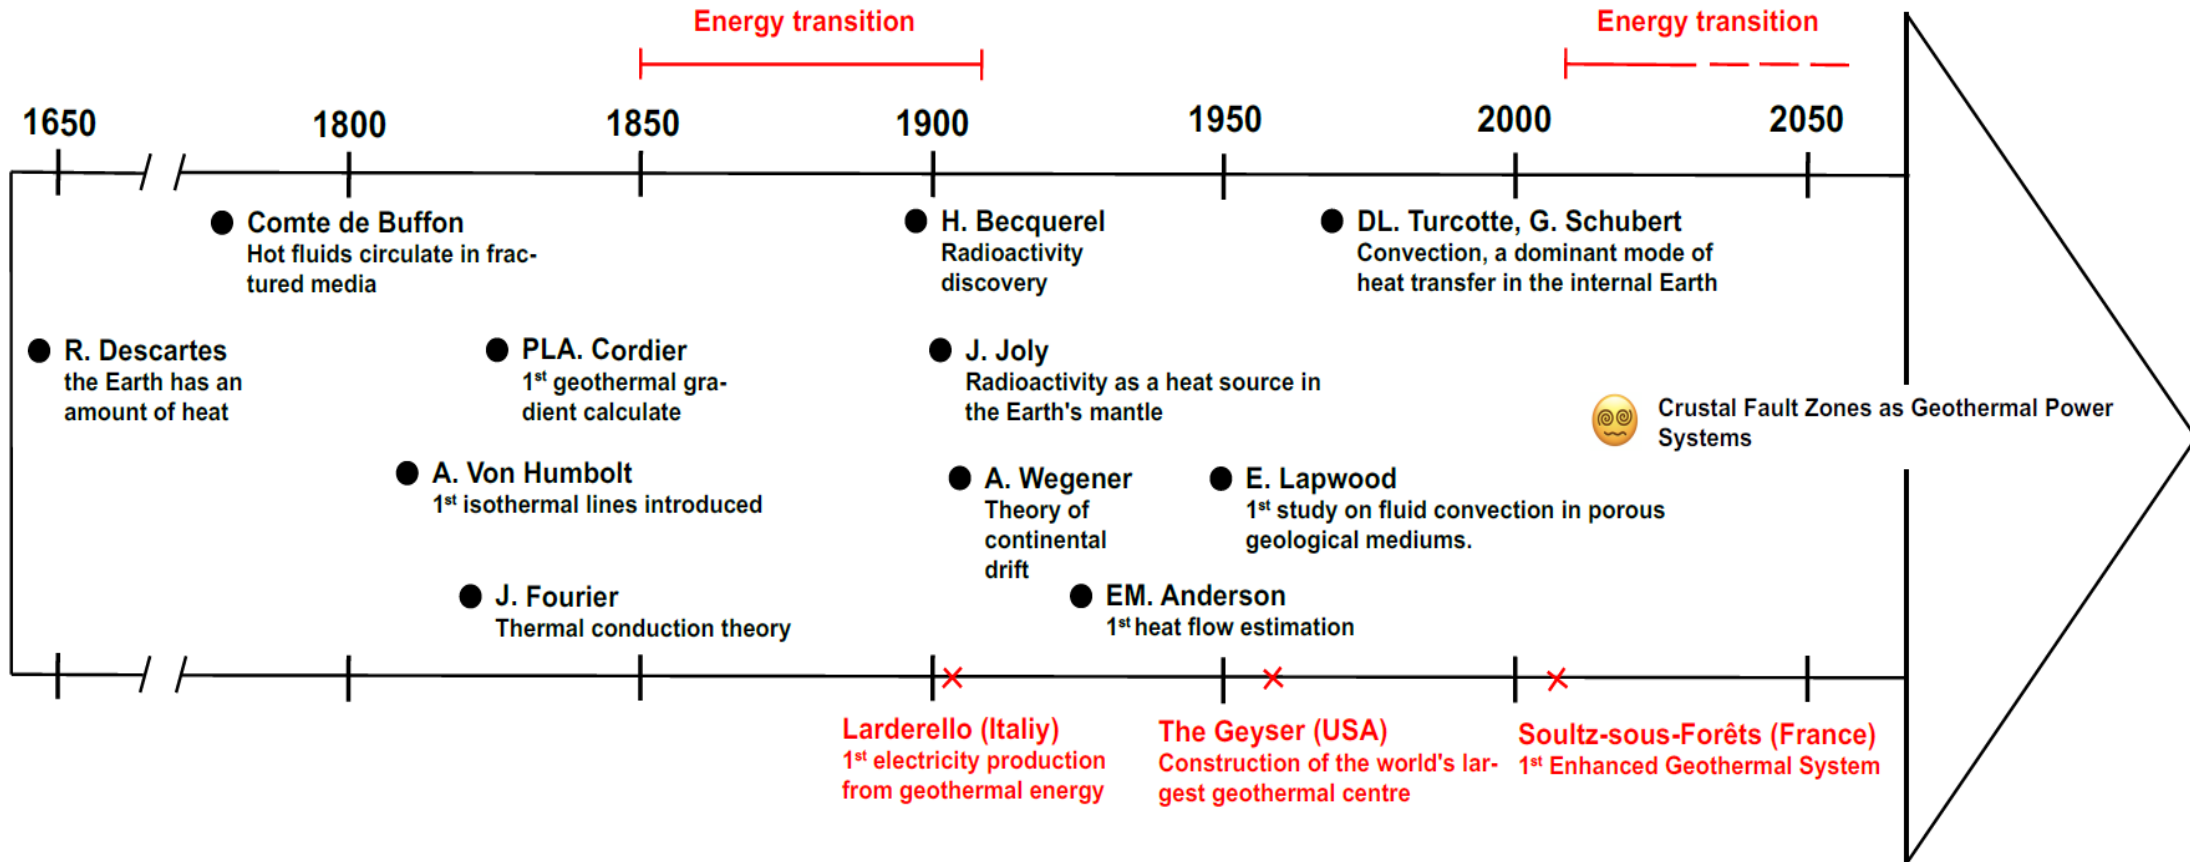 Energy transition
Energy transition
1650
1800
1850
1900
1950
2000
2050
Comte de Buffon
Hot fluids circulate in frac-
tured media
H. Becquerel
Radioactivity
discovery
DL. Turcotte, G. Schubert
Convection, a dominant mode of
heat transfer in the internal Earth
R. Descartes
the Earth has an
amount of heat
PLA. Cordier
1st geothermal gra-
dient calculate
J. Joly
Radioactivity as a heat source in
the Earth's mantle
Crustal Fault Zones as Geothermal Power
Systems
A. Von Humbolt
1st isothermal lines introduced
A. Wegener
Theory of
continental
drift
E. Lapwood
1st study on fluid convection in porous
geological mediums.
J. Fourier
Thermal conduction theory
EM. Anderson
1st heat flow estimation
Larderello (Italiy)
1st electricity production
from geothermal energy
The Geyser (USA)
Construction of the world's lar-
gest geothermal centre
Soultz-sous-Forêts (France)
1st Enhanced Geothermal System